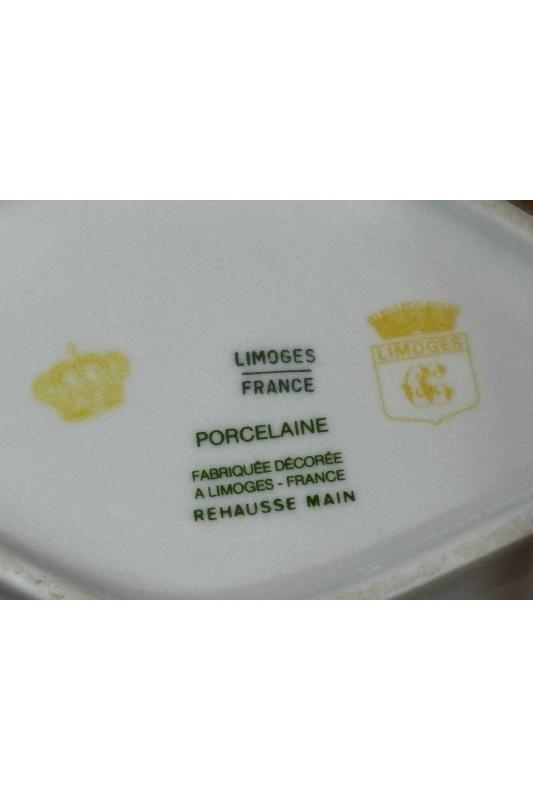 LIMOGES
FRANCE
PORCELAINE
FABRIQUÉE DÉCORÉE
A LIMOGES - FRANCE
REHAUSSE MAIN
LIMOGES